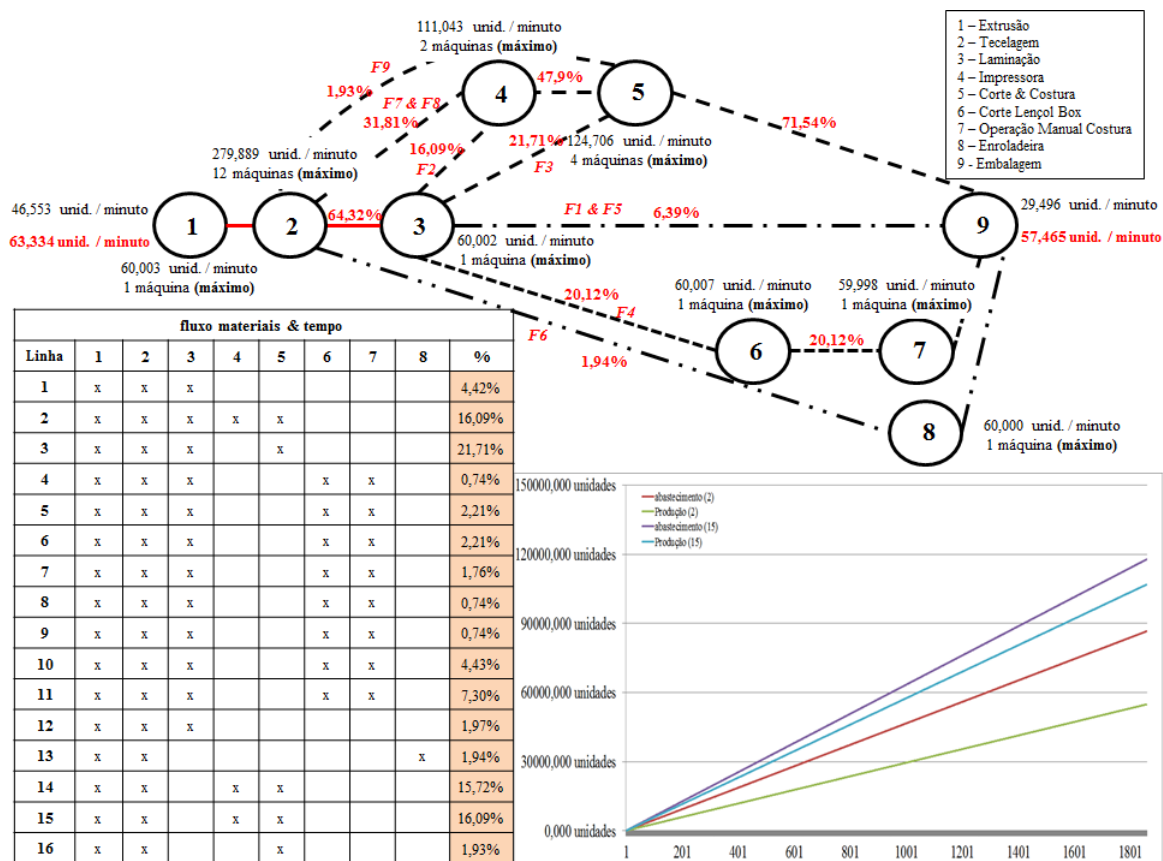 111,043 unid. / minuto
2 máquinas (máximo)
1 – Extrusão
2 – Tecelagem
3 – Laminação
4 – Impressora
5 – Corte & Costura
6 – Corte Lençol Box
7 – Operação Manual Costura
8 – Enroladeira
9 - Embalagem
F9
1,93%
4
47,9%
5
F7 & F8
31,81%
71,54%
16,09%
F2
21,71%
F3
124,706 unid. / minuto
4 máquinas (máximo)
279,889 unid. / minuto
12 máquinas (máximo)
46,553 unid. / minuto
63,334 unid. / minuto
1
2
64,32%
3
F1 & F5
6,39%
9
29,496 unid. / minuto
57,465 unid. / minuto
60,003 unid. / minuto
1 máquina (máximo)
60,002 unid. / minuto
1 máquina (máximo)
60,007 unid. / minuto
1 máquina (máximo)
59,998 unid. / minuto
1 máquina (máximo)
20,12%
F4
F6
1,94%
6
20,12%
7
8
60,000 unid. / minuto
1 máquina (máximo)
fluxo materiais & tempo
Linha 1 2 3 4 5 6 7 8 %
1 x x x 4,42%
2 x x x x x 16,09%
3 x x x x 21,71%
4 x x x x x 0,74%
5 x x x x x 2,21%
6 x x x x x 2,21%
7 x x x x x 1,76%
8 x x x x x 0,74%
9 x x x x x 0,74%
10 x x x x x 4,43%
11 x x x x x 7,30%
12 x x x 1,97%
13 x x x 1,94%
14 x x x x 15,72%
15 x x x x 16,09%
16 x x x 1,93%
150000,000 unidades
120000,000 unidades
90000,000 unidades
60000,000 unidades
30000,000 unidades
0,000 unidades
abastecimento (2)
Produção (2)
abastecimento (15)
Produção (15)
1 201 401 601 801 1001 1201 1401 1601 1801